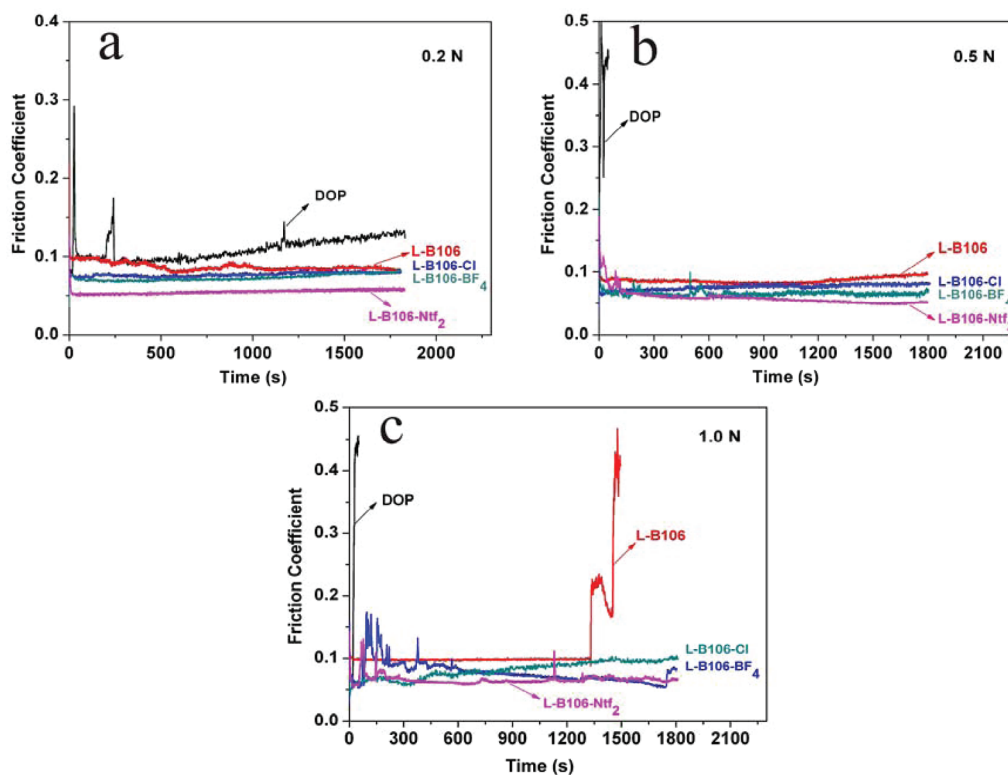 a
0.2 N
Friction Coefficient
0.4
0.3
0.2
0.1
0.0
DOP
L-B106
L-B106-Cl
L-B106-BF4
L-B106-Ntf2
0 500 1000 1500 2000
Time (s)
b
0.5 N
Friction Coefficient
0.5
0.4
0.3
0.2
0.1
0.0
DOP
L-B106
L-B106-Cl
L-B106-BF
L-B106-Ntf
0 300 600 900 1200 1500 1800 2100
Time (s)
c
1.0 N
Friction Coefficient
0.5
0.4
0.3
0.2
0.1
0.0
DOP
L-B106
L-B106-Cl
L-B106-BF4
L-B106-Ntf2
0 300 600 900 1200 1500 1800 2100
Time (s)